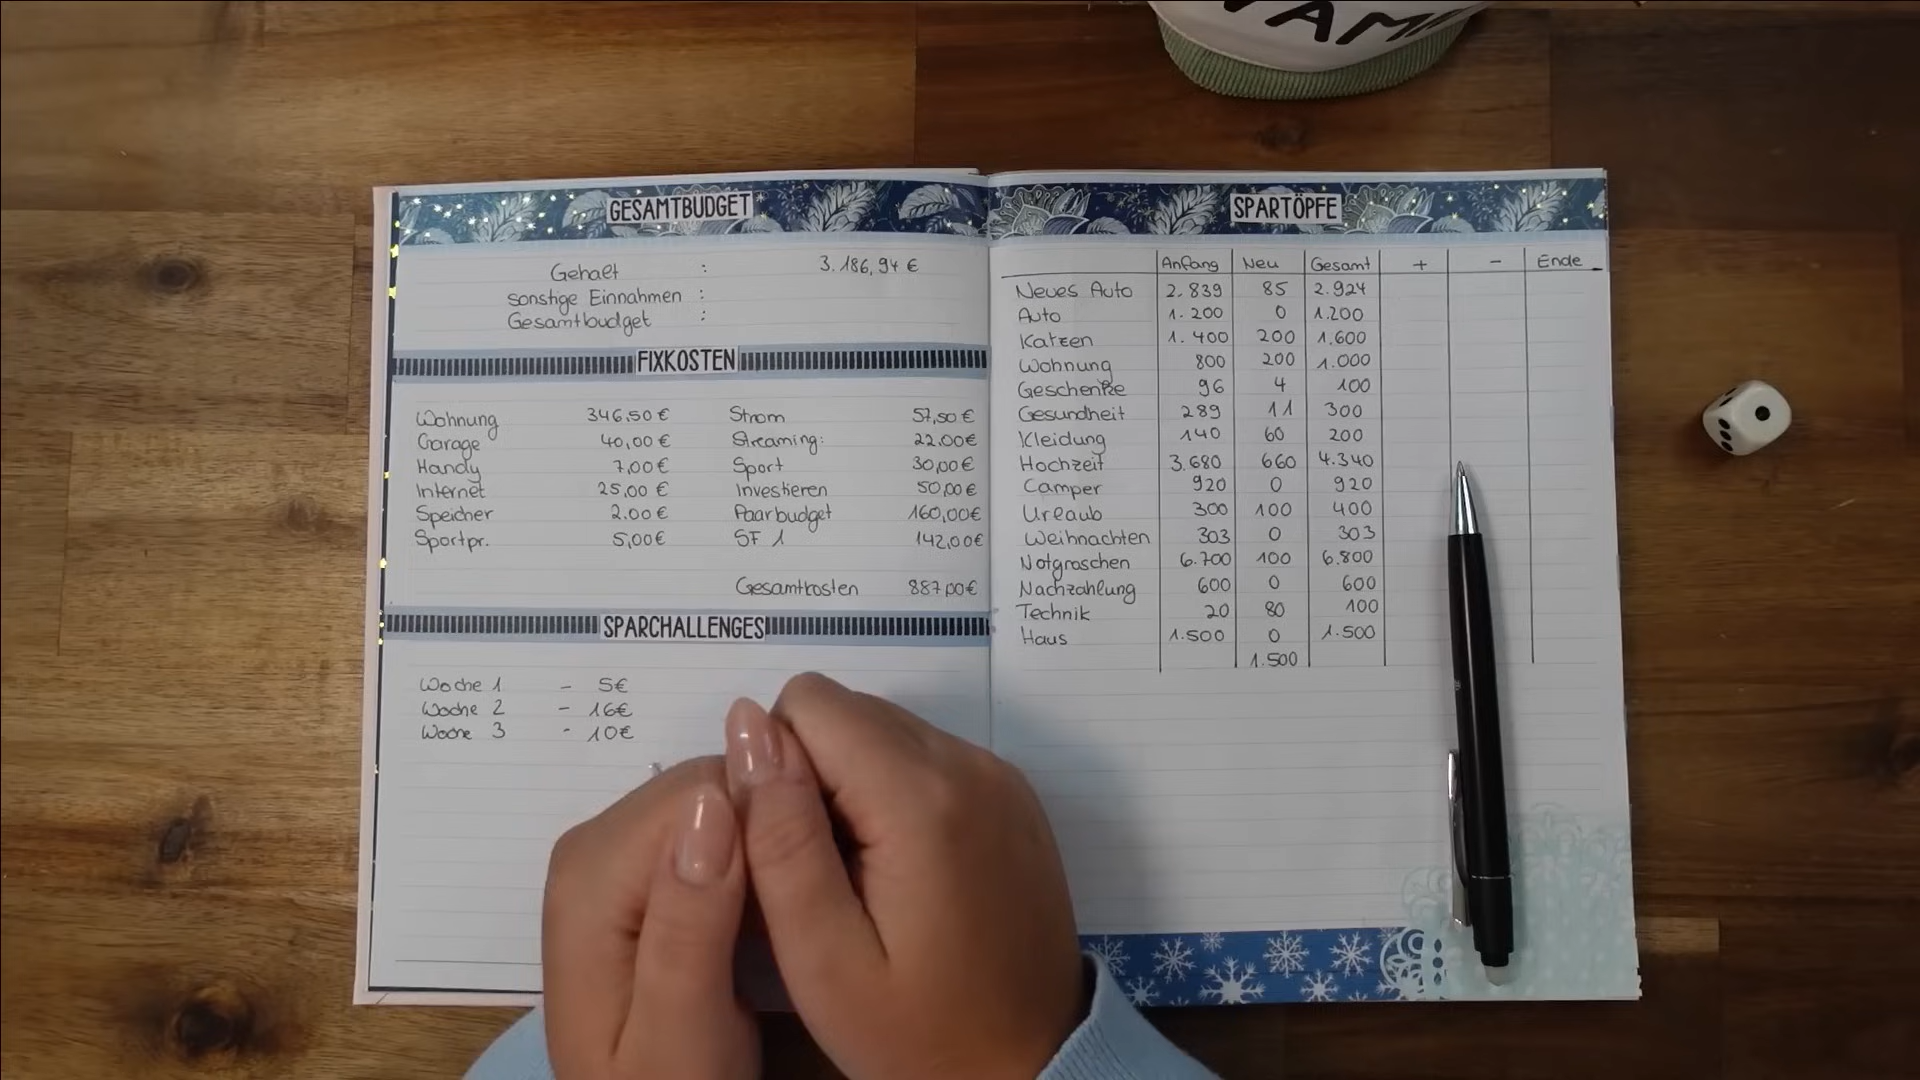 VAMP
GESAMTBUDGET
Gehalt : 3.186,94 €
sonstige Einnahmen :
Gesamtbudget :
FIXKOSTEN
Wohnung 346,50 € Strom 57,50 €
Garage 40,00 € Streaming: 22,00€
Handy 7,00 € Sport 30,00 €
Internet 25,00 € Investieren 50,00 €
Speicher 2.00 € Paarbudget 160,00€
Sportpr. 5,00€ SF 1 142,00€
Gesamtkosten 887,00€
SPARCHALLENGES
Woche 1 - 5€
Woche 2 - 16€
Woche 3 - 10€
SPARTÖPFE
Anfang Neu Gesamt + - Ende
Neues Auto 2.839 85 2.924
Auto 1.200 0 1.200
Katzen 1.400 200 1.600
Wohnung 800 200 1.000
Geschenke 96 4 100
Gesundheit 289 11 300
Kleidung 140 60 200
Hochzeit 3.680 660 4.340
Camper 920 0 920
Urlaub 300 100 400
Weihnachten 303 0 303
Notgroschen 6.700 100 6.800
Nachzahlung 600 0 600
Technik 20 80 100
Haus 1.500 0 1.500
1.500